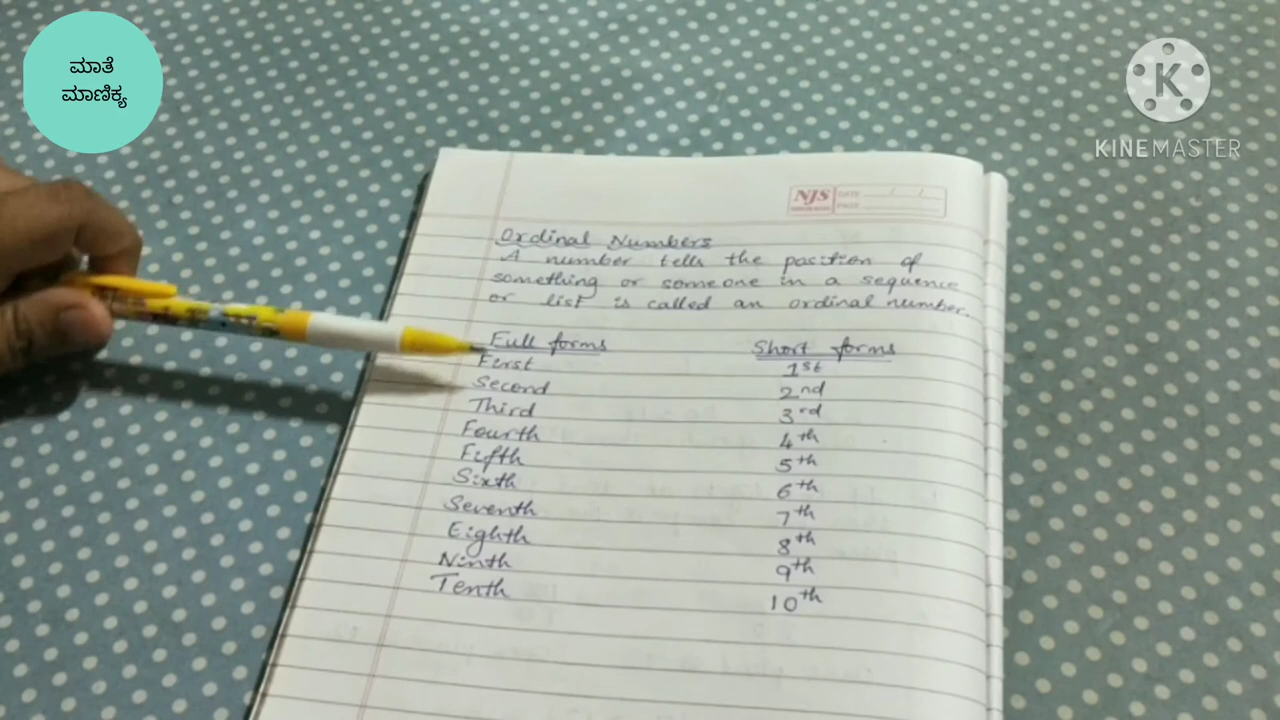 ಮಾತೆ
ಮಾಣಿಕ್ಯ
K
KINEMASTER
NJS
DATE
PAGE
Ordinal Numbers
A number tells the position of
something or someone in a sequence
or list is called an ordinal number.
Full forms Short forms
First 1st
Second 2nd
Third 3rd
Fourth 4th
Fifth 5th
Sixth 6th
Seventh 7th
Eighth 8th
Ninth 9th
Tenth 10th